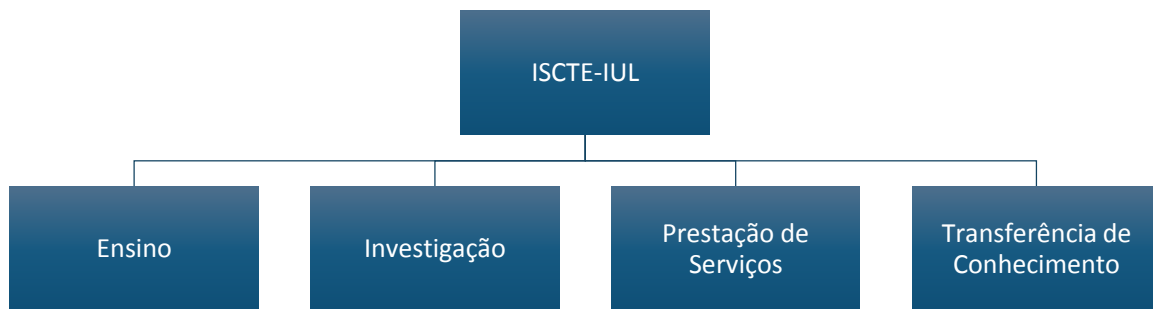 ISCTE-IUL
Ensino
Investigação
Prestação de
Serviços
Transferência de
Conhecimento